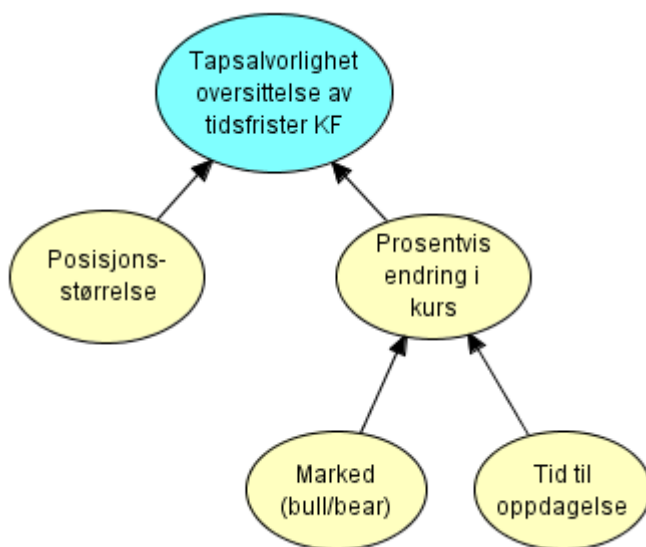 Tapsalvorlighet
oversittelse av
tidsfrister KF
Posisjons-
størrelse
Prosentvis
endring i
kurs
Marked
(bull/bear)
Tid til
oppdagelse